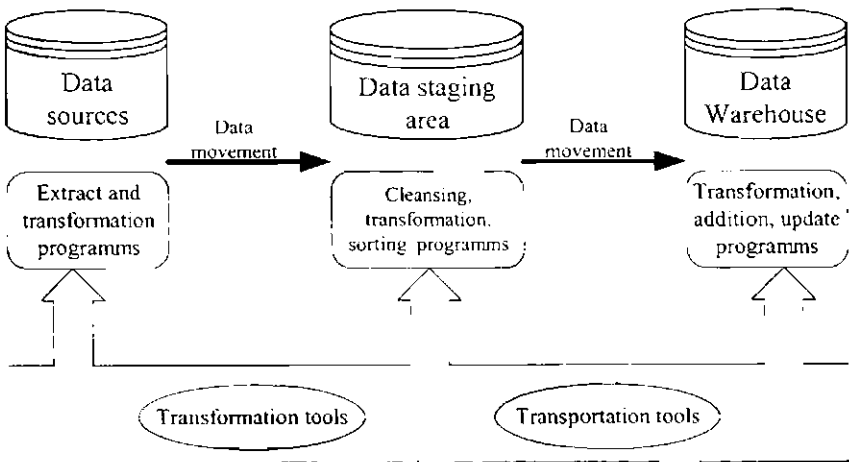 Data
sources
Data staging
area
Data
Warehouse
Data
movement
Data
movement
Extract and
transformation
programms
Cleansing,
transformation,
sorting programms
Transformation,
addition, update
programms
Transformation tools
Transportation tools